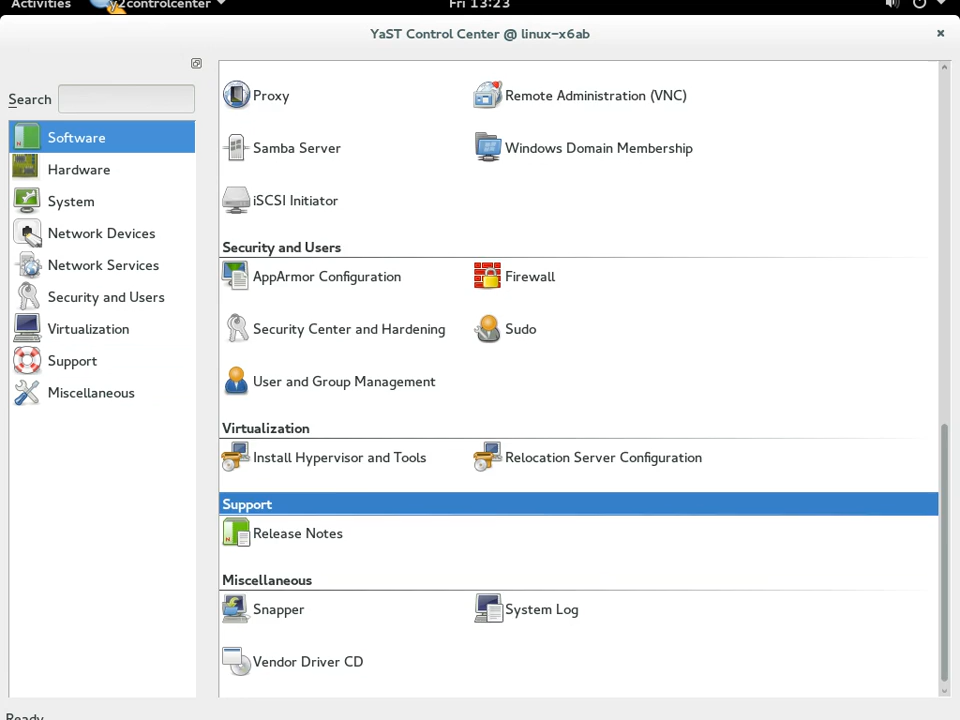 Activities
y2controlcenter
Fri 13:23
YaST Control Center @ linux-x6ab
Search
Software
Hardware
System
Network Devices
Network Services
Security and Users
Virtualization
Support
Miscellaneous
Proxy
Remote Administration (VNC)
Samba Server
Windows Domain Membership
iSCSI Initiator
Security and Users
AppArmor Configuration
Firewall
Security Center and Hardening
Sudo
User and Group Management
Virtualization
Install Hypervisor and Tools
Relocation Server Configuration
Support
Release Notes
Miscellaneous
Snapper
System Log
Vendor Driver CD
Ready